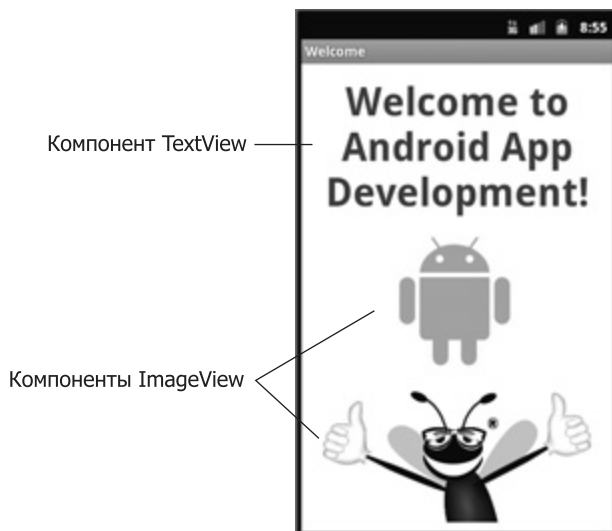 8:55
Welcome
Welcome to
Android App
Development!
Компонент TextView
Компоненты ImageView
®